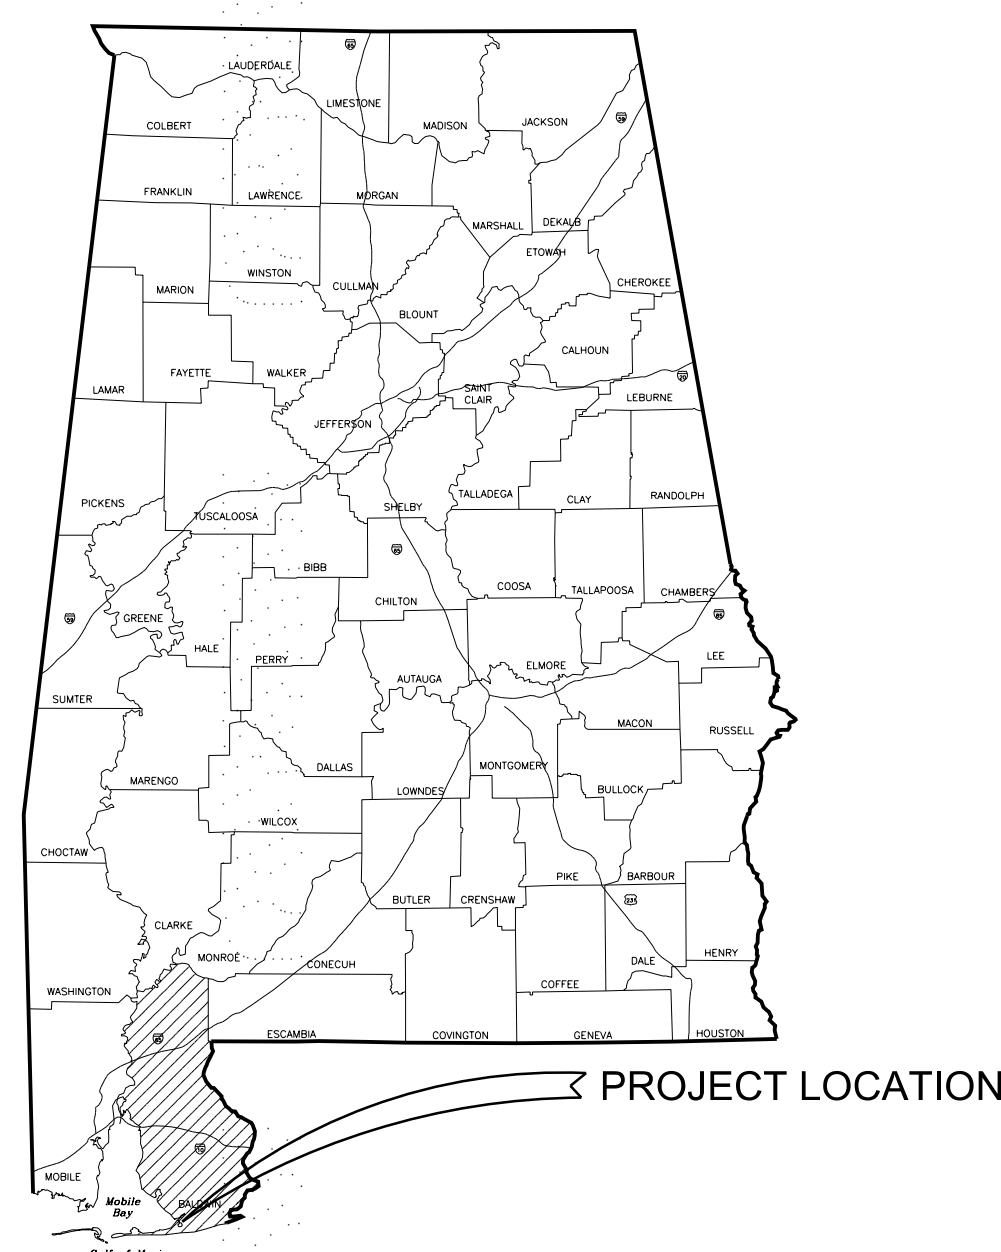 LAUDERDALE
LIMESTONE
MADISON
JACKSON
COLBERT
FRANKLIN
LAWRENCE
MORGAN
MARSHALL
DEKALB
ETOWAH
CHEROKEE
MARION
WINSTON
CULLMAN
BLOUNT
CALHOUN
LAMAR
FAYETTE
WALKER
SAINT
CLAIR
LEBURNE
JEFFERSON
PICKENS
TUSCALOOSA
SHELBY
TALLADEGA
CLAY
RANDOLPH
BIBB
COOSA
TALLAPOOSA
CHAMBERS
GREENE
CHILTON
HALE
PERRY
AUTAUGA
ELMORE
LEE
SUMTER
MACON
RUSSELL
MARENGO
DALLAS
LOWNDES
MONTGOMERY
BULLOCK
WILCOX
CHOCTAW
PIKE
BARBOUR
BUTLER
CRENSHAW
231
CLARKE
MONROE
CONECUH
DALE
HENRY
WASHINGTON
COFFEE
ESCAMBIA
COVINGTON
GENEVA
HOUSTON
PROJECT LOCATION
MOBILE
Mobile
Bay
BALDWIN